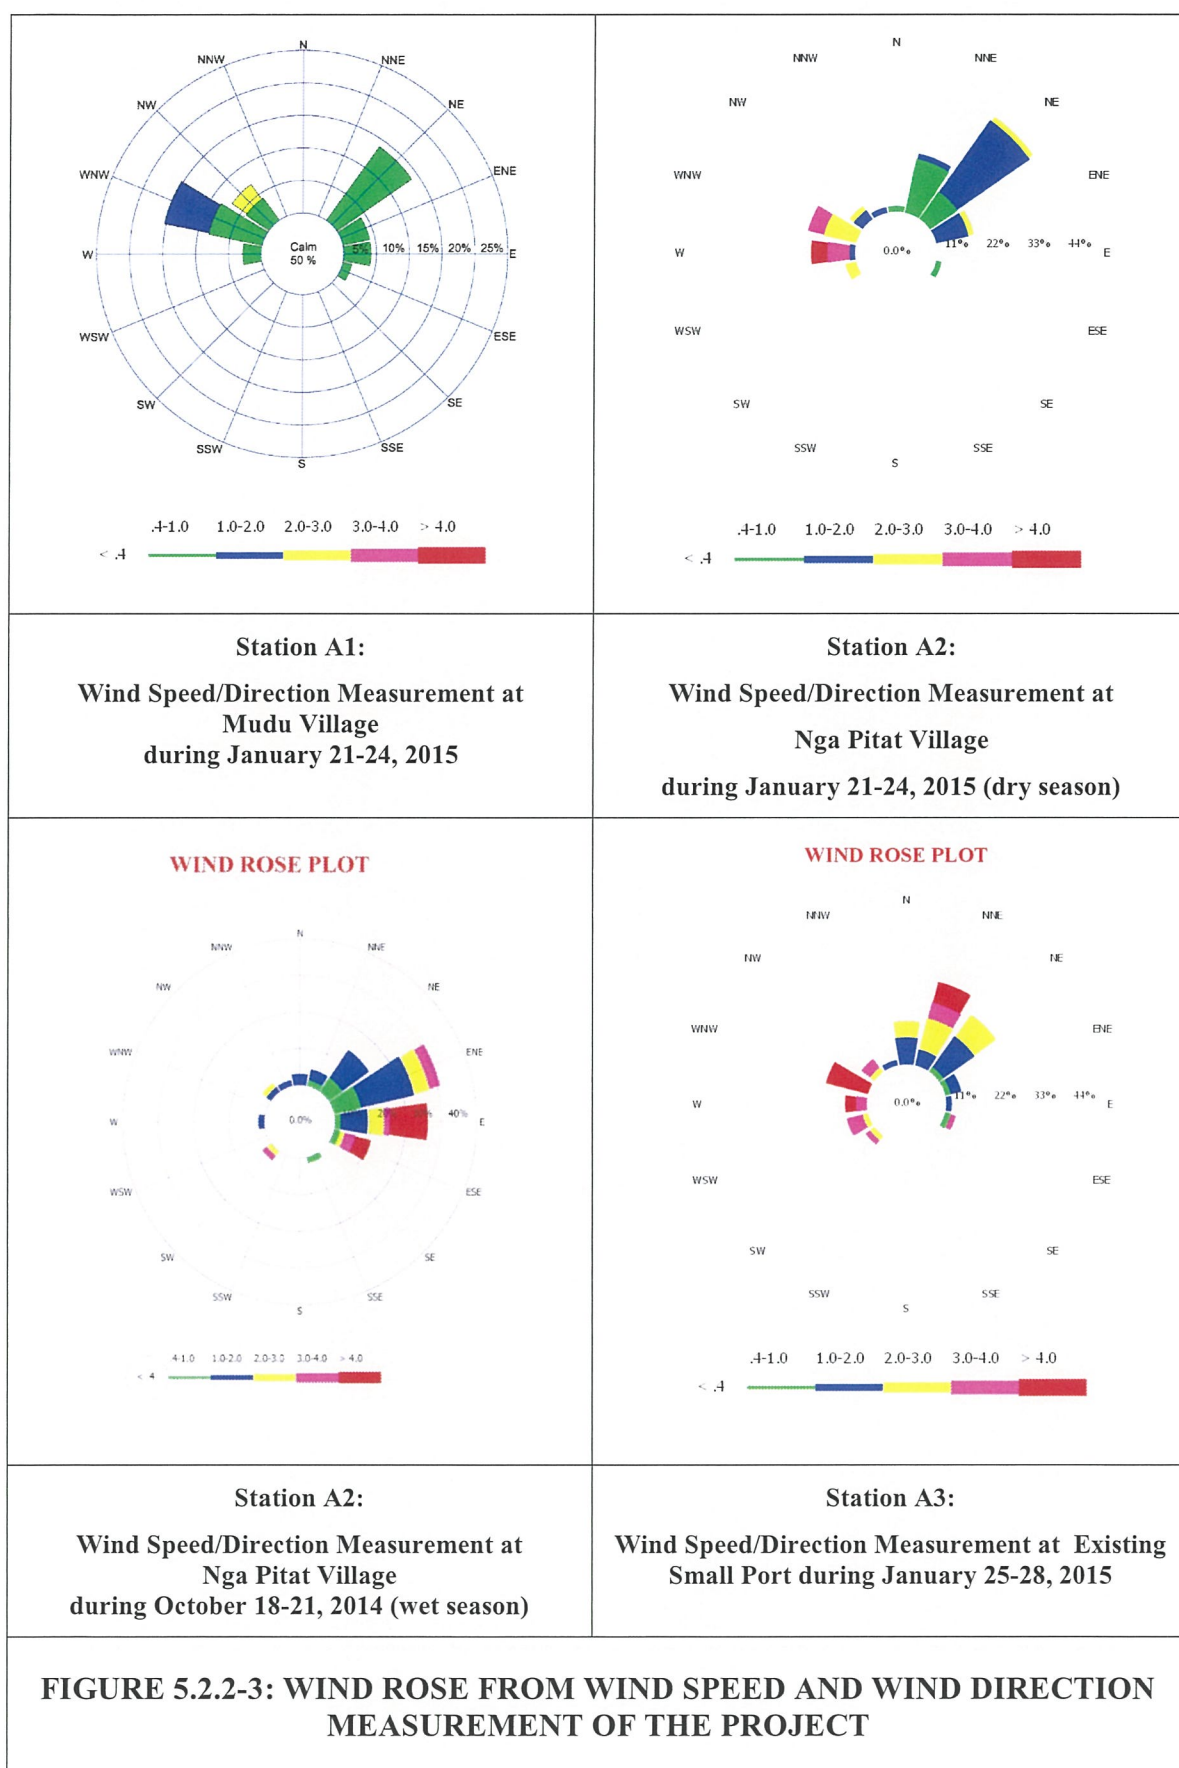 N
NNW
NNE
NW
NE
WNW
ENE
Calm
50 %
5% 10% 15% 20% 25%
W
E
WSW
ESE
SW
SE
SSW
SSE
S
.4-1.0 1.0-2.0 2.0-3.0 3.0-4.0 > 4.0
< .4
N
NNW
NNE
NW
NE
WNW
ENE
W
0.0%
11% 22% 33% 44%
E
WSW
ESE
SW
SE
SSW
SSE
S
.4-1.0 1.0-2.0 2.0-3.0 3.0-4.0 > 4.0
< .4
Station A1:
Wind Speed/Direction Measurement at
Mudu Village
during January 21-24, 2015
Station A2:
Wind Speed/Direction Measurement at
Nga Pitat Village
during January 21-24, 2015 (dry season)
WIND ROSE PLOT
N
NNW
NNE
NW
NE
WNW
ENE
W
0.0%
40%
E
WSW
ESE
SW
SE
SSW
SSE
S
.4-1.0 1.0-2.0 2.0-3.0 3.0-4.0 > 4.0
< .4
WIND ROSE PLOT
N
NNW
NNE
NW
NE
WNW
ENE
W
0.0%
11% 22% 33% 44%
E
WSW
ESE
SW
SE
SSW
SSE
S
.4-1.0 1.0-2.0 2.0-3.0 3.0-4.0 > 4.0
< .4
Station A2:
Wind Speed/Direction Measurement at
Nga Pitat Village
during October 18-21, 2014 (wet season)
Station A3:
Wind Speed/Direction Measurement at Existing
Small Port during January 25-28, 2015
FIGURE 5.2.2-3: WIND ROSE FROM WIND SPEED AND WIND DIRECTION
MEASUREMENT OF THE PROJECT